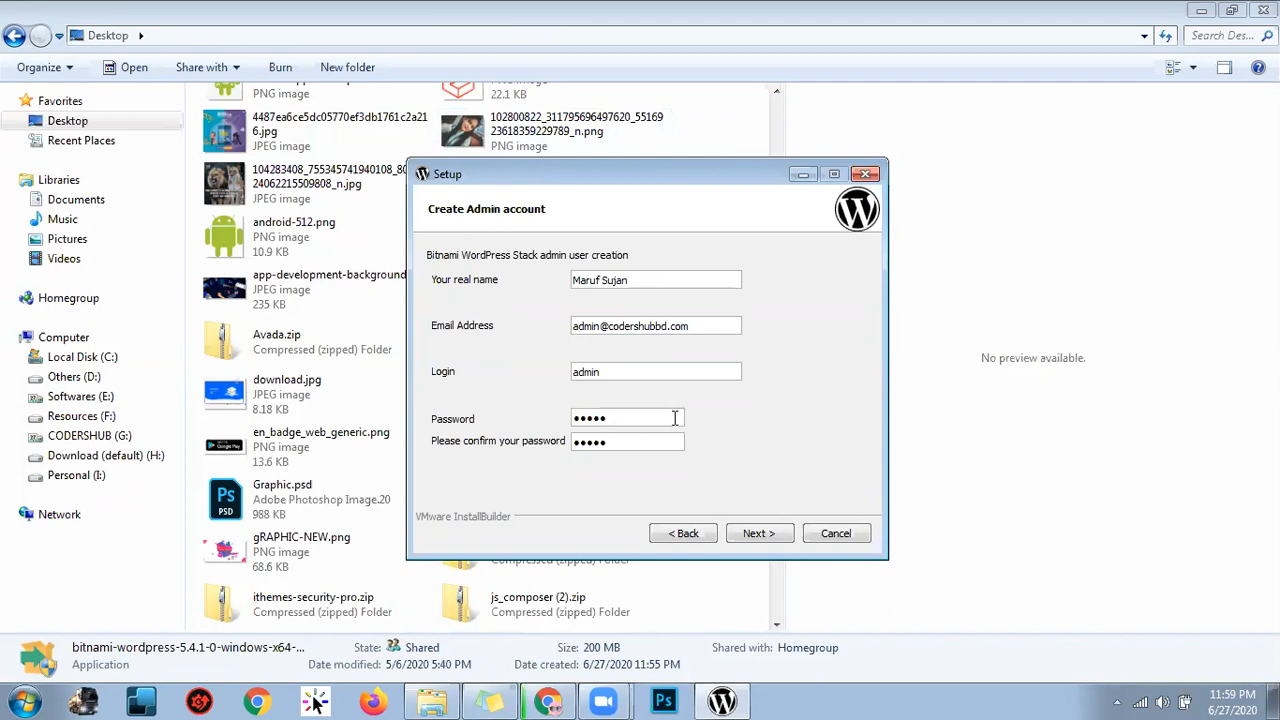 Desktop
Search Des...
Organize
Open
Share with
Burn
New folder
Favorites
Desktop
Recent Places
Libraries
Documents
Music
Pictures
Videos
Homegroup
Computer
Local Disk (C:)
Others (D:)
Softwares (E:)
Resources (F:)
CODERSHUB (G:)
Download (default) (H:)
Personal (I:)
Network
PNG image
4487ea6ce5dc05770ef3db1761c2a21
6.jpg
JPEG image
104283408_755345741940108_80
24062215509808_n.jpg
JPEG image
android-512.png
PNG image
10.9 KB
app-development-background
235 KB
Avada.zip
Compressed (zipped) Folder
download.jpg
JPEG image
8.18 KB
en_badge_web_generic.png
PNG image
13.6 KB
PSD
Graphic.psd
Adobe Photoshop Image.20
988 KB
gRAPHIC-NEW.png
PNG image
68.6 KB
ithemes-security-pro.zip
Compressed (zipped) Folder
PNG image
22.1 KB
102800822_311795696497620_55169
23618359229789_n.png
PNG image
js_composer (2).zip
Compressed (zipped) Folder
Setup
Create Admin account
Bitnami WordPress Stack admin user creation
Your real name
Maruf Sujan
Email Address
admin@codershubbd.com
Login
admin
Password
•••••
Please confirm your password
•••••
VMware InstallBuilder
< Back
Next >
Cancel
No preview available.
bitnami-wordpress-5.4.1-0-windows-x64-...
Application
State: Shared
Date modified: 5/6/2020 5:40 PM
Size: 200 MB
Date created: 6/27/2020 11:55 PM
Shared with: Homegroup
11:59 PM
6/27/2020